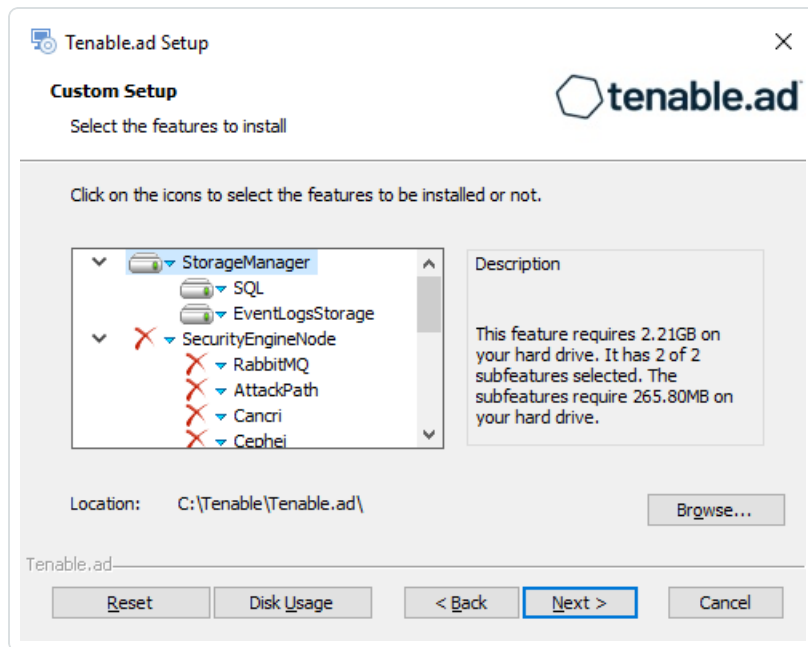 Tenable.ad Setup
Custom Setup
tenable.ad
Select the features to install
Click on the icons to select the features to be installed or not.
StorageManager
SQL
EventLogsStorage
SecurityEngineNode
RabbitMQ
AttackPath
Cancri
Cephei
Description
This feature requires 2.21GB on
your hard drive. It has 2 of 2
subfeatures selected. The
subfeatures require 265.80MB on
your hard drive.
Location: C:\Tenable\Tenable.ad\
Browse...
Tenable.ad
Reset Disk Usage < Back Next > Cancel